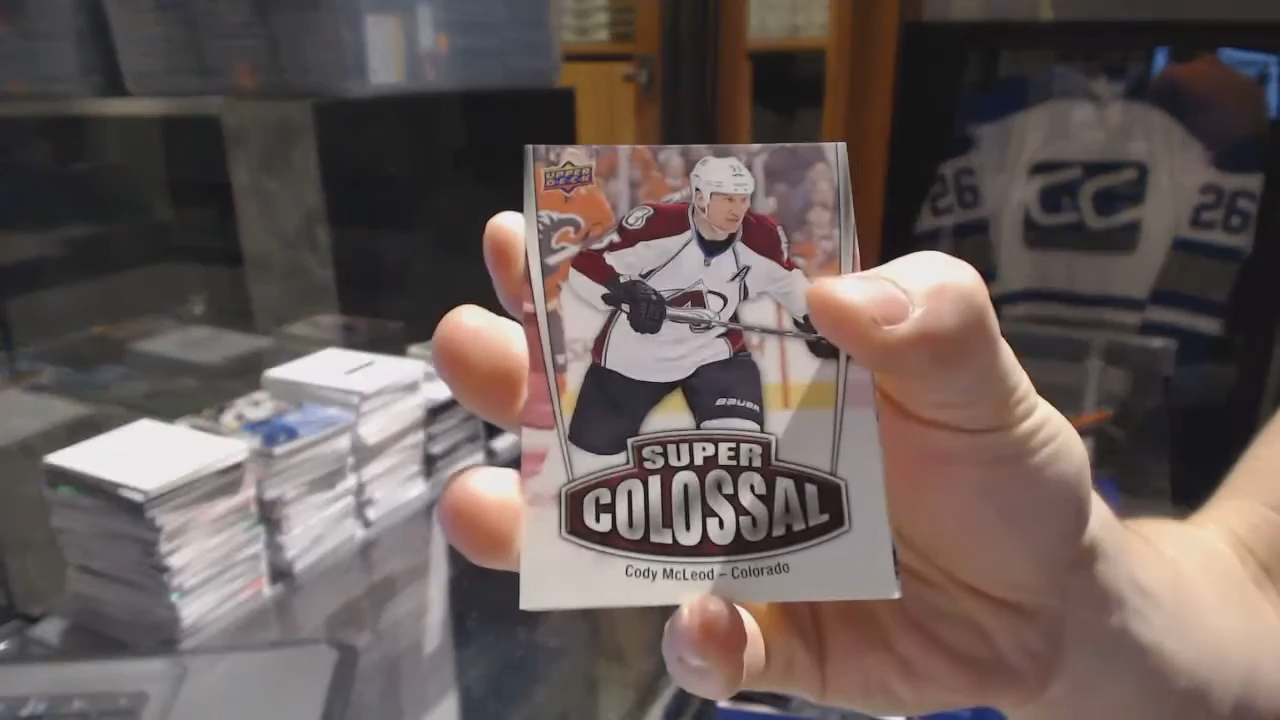 UPPER
DECK
A
BAUER
SUPER
COLOSSAL
Cody McLeod – Colorado
26
26